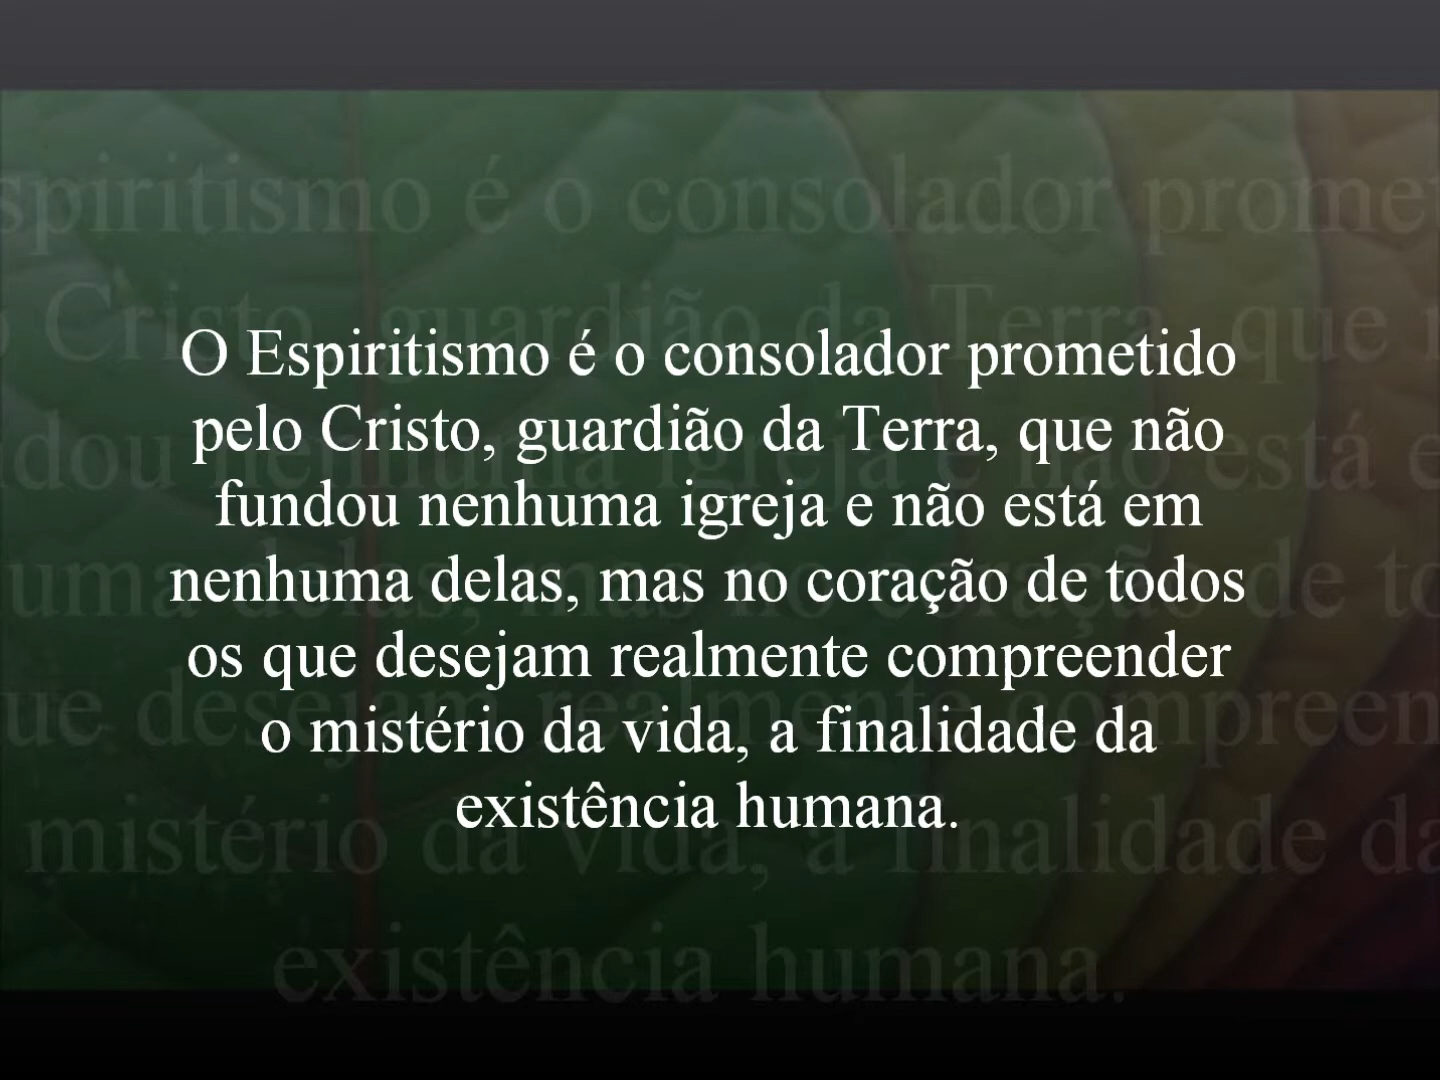 O Espiritismo é o consolador prometido
pelo Cristo, guardião da Terra, que não
fundou nenhuma igreja e não está em
nenhuma delas, mas no coração de todos
os que desejam realmente compreender
o mistério da vida, a finalidade da
existência humana.